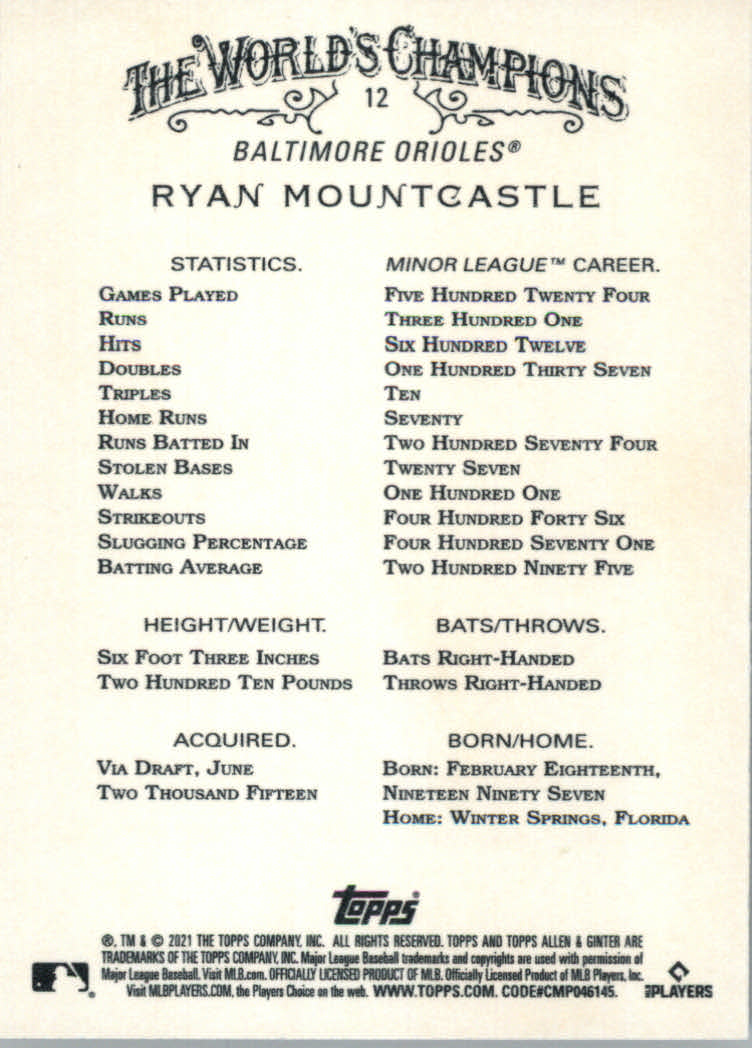 THE WORLD'S CHAMPIONS
12
BALTIMORE ORIOLES®
RYAN MOUNTCASTLE
STATISTICS. MINOR LEAGUE™ CAREER.
GAMES PLAYED FIVE HUNDRED TWENTY FOUR
RUNS THREE HUNDRED ONE
HITS SIX HUNDRED TWELVE
DOUBLES ONE HUNDRED THIRTY SEVEN
TRIPLES TEN
HOME RUNS SEVENTY
RUNS BATTED IN TWO HUNDRED SEVENTY FOUR
STOLEN BASES TWENTY SEVEN
WALKS ONE HUNDRED ONE
STRIKEOUTS FOUR HUNDRED FORTY SIX
SLUGGING PERCENTAGE FOUR HUNDRED SEVENTY ONE
BATTING AVERAGE TWO HUNDRED NINETY FIVE
HEIGHT/WEIGHT.
SIX FOOT THREE INCHES
TWO HUNDRED TEN POUNDS
BATS/THROWS.
BATS RIGHT-HANDED
THROWS RIGHT-HANDED
ACQUIRED.
VIA DRAFT, JUNE
TWO THOUSAND FIFTEEN
BORN/HOME.
BORN: FEBRUARY EIGHTEENTH,
NINETEEN NINETY SEVEN
HOME: WINTER SPRINGS, FLORIDA
Topps®
®, TM & © 2021 THE TOPPS COMPANY, INC. ALL RIGHTS RESERVED. TOPPS AND TOPPS ALLEN & GINTER ARE
TRADEMARKS OF THE TOPPS COMPANY, INC. Major League Baseball trademarks and copyrights are used with permission of
Major League Baseball. Visit MLB.com. OFFICIALLY LICENSED PRODUCT OF MLB. Officially Licensed Product of MLB Players, Inc.
Visit MLBPLAYERS.COM, the Players Choice on the web. WWW.TOPPS.COM. CODE#CMP046145.
PLAYERS